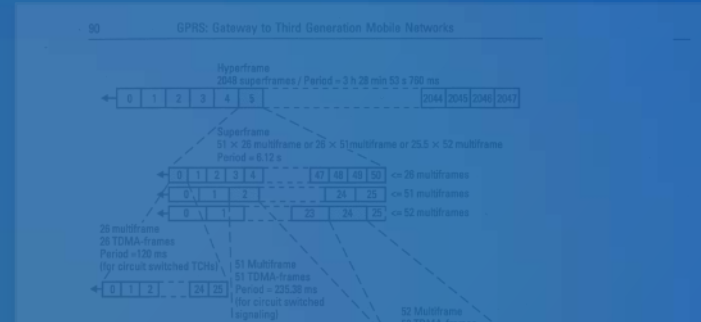 90 GPRS: Gateway to Third Generation Mobile Networks
Hyperframe
2048 superframes / Period = 3 h 28 min 53 s 760 ms
0 1 2 3 4 5 2044 2045 2046 2047
Superframe
51 × 26 multiframe or 26 × 51 multiframe or 25.5 × 52 multiframe
Period = 6.12 s
0 1 2 3 4 47 48 49 50 <= 26 multiframes
0 1 2 24 25 <= 51 multiframes
0 1 23 24 25 <= 52 multiframes
26 multiframe
26 TDMA-frames
Period =120 ms
(for circuit switched TCHs)
0 1 2 24 25
51 Multiframe
51 TDMA-frames
Period = 235.38 ms
(for circuit switched
signaling)
52 Multiframe